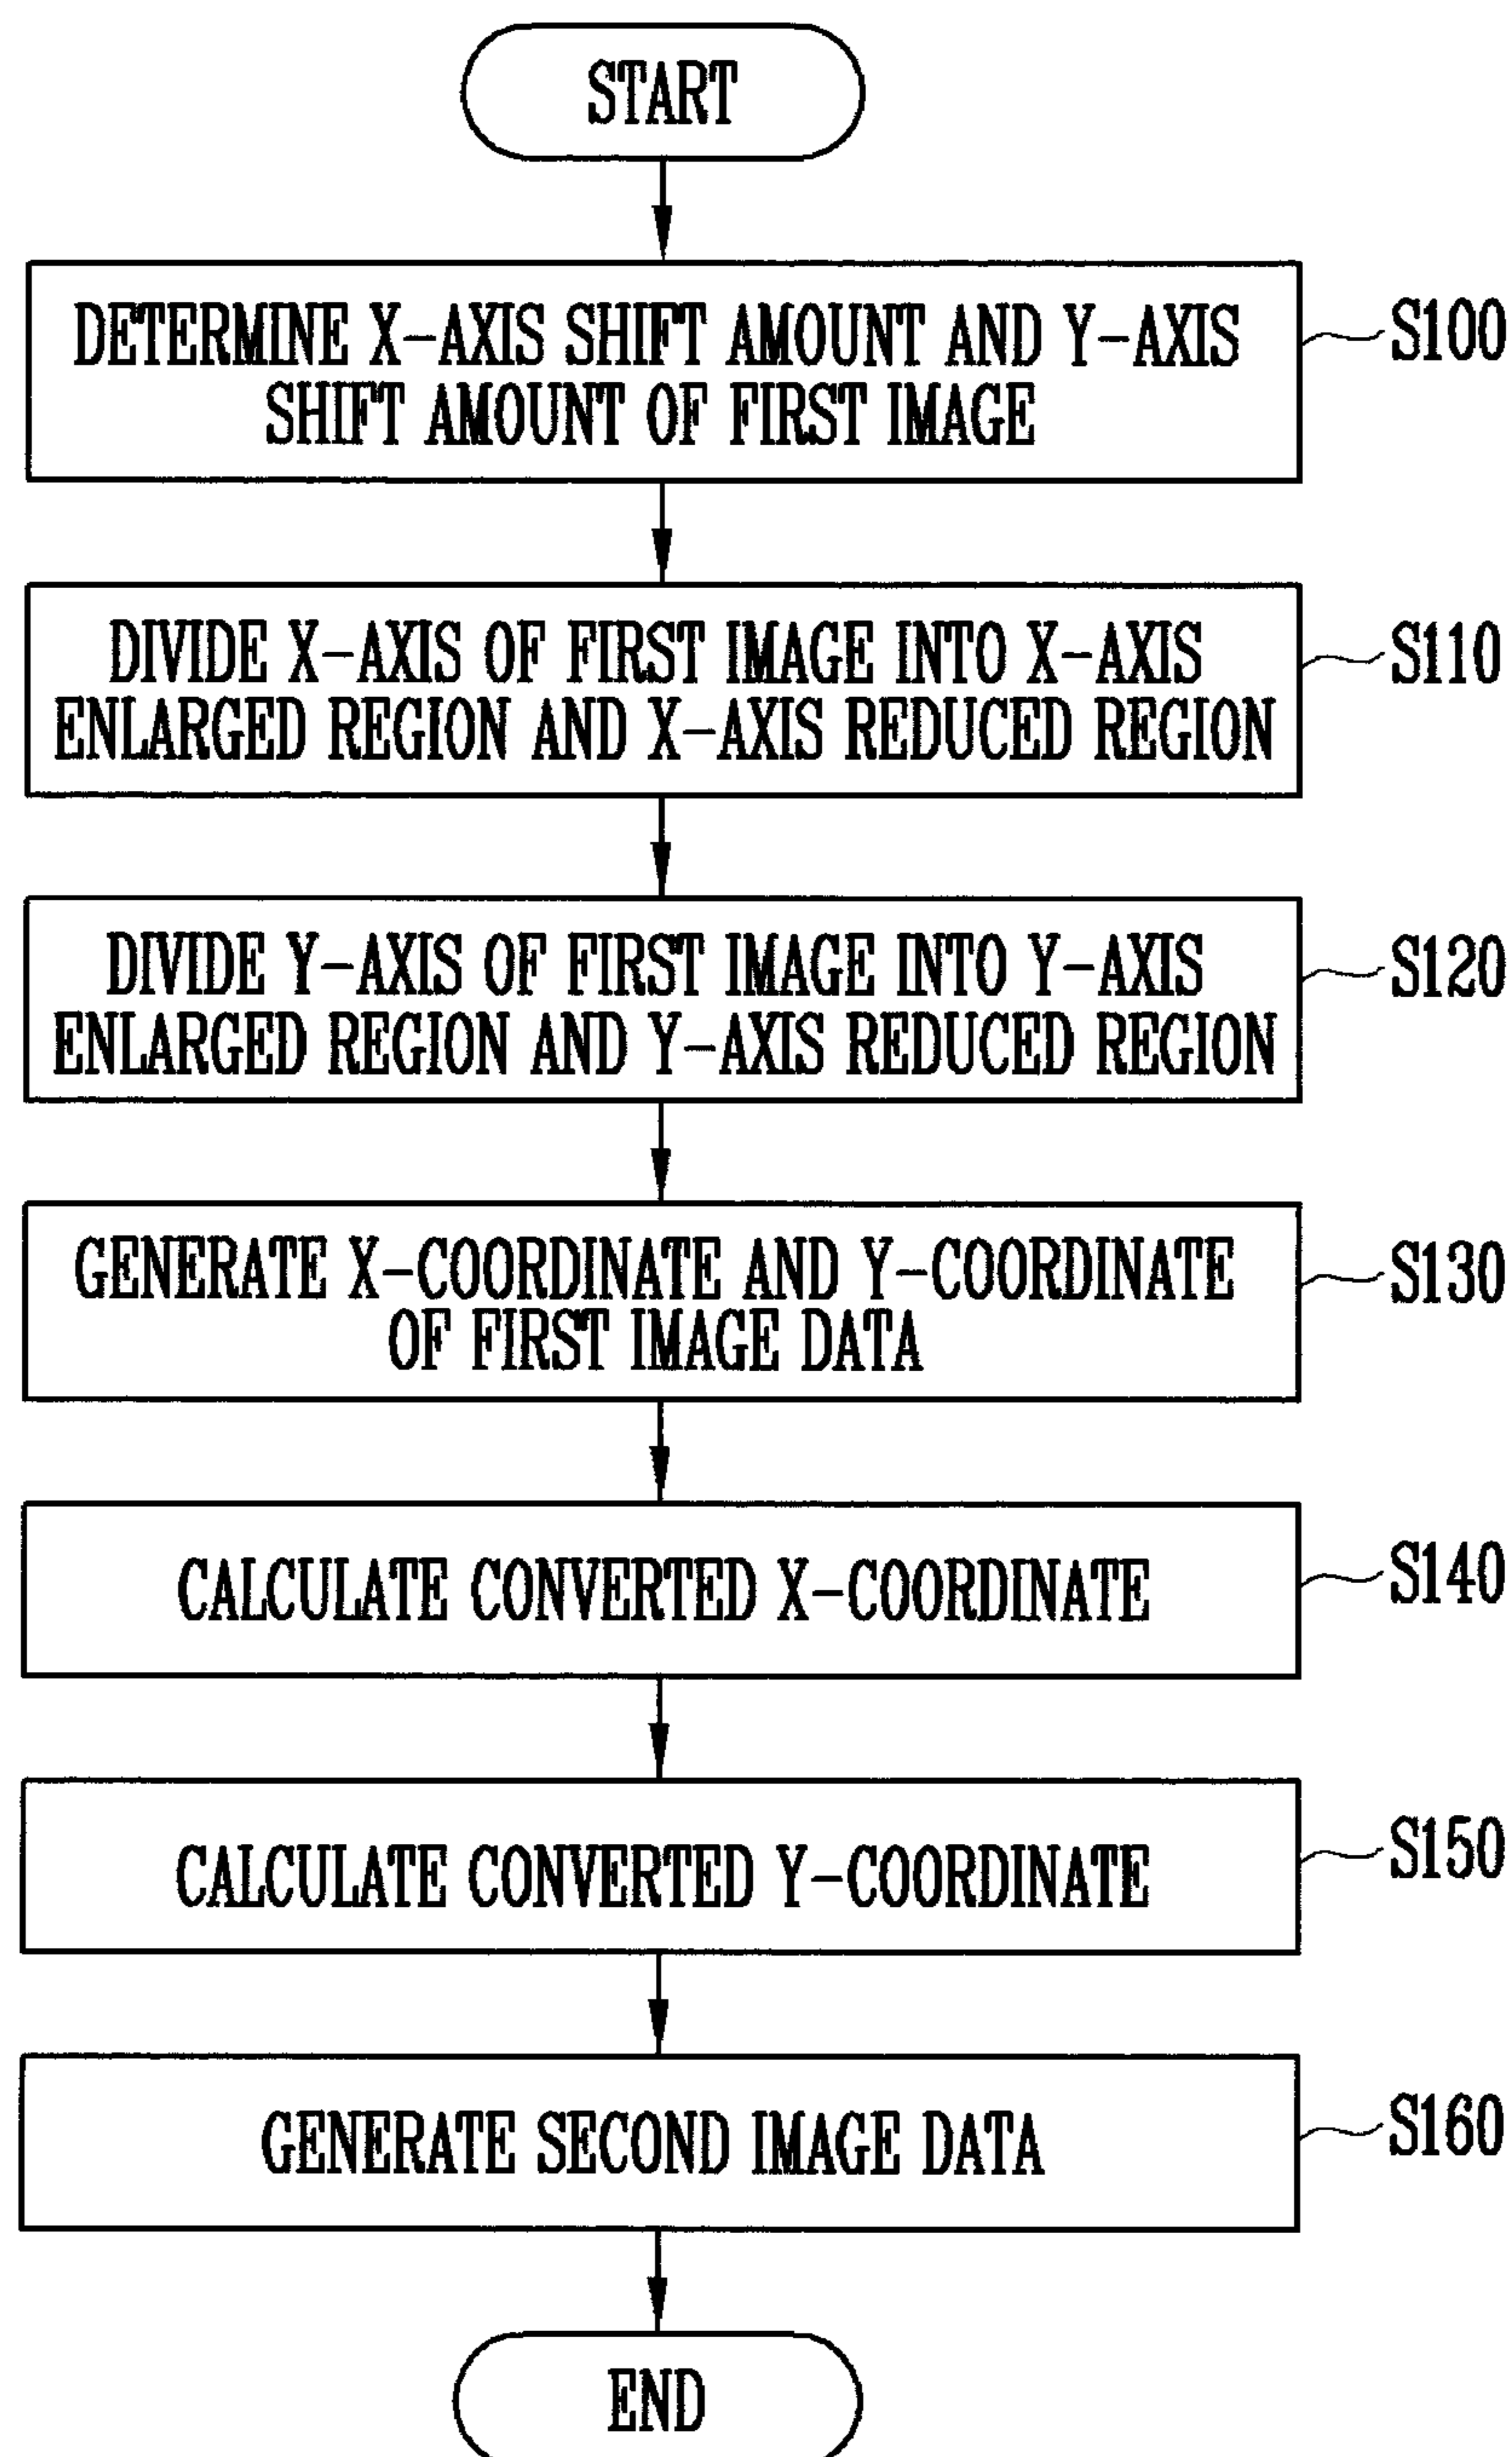 START
DETERMINE X-AXIS SHIFT AMOUNT AND Y-AXIS
SHIFT AMOUNT OF FIRST IMAGE
S100
DIVIDE X-AXIS OF FIRST IMAGE INTO X-AXIS
ENLARGED REGION AND X-AXIS REDUCED REGION
S110
DIVIDE Y-AXIS OF FIRST IMAGE INTO Y-AXIS
ENLARGED REGION AND Y-AXIS REDUCED REGION
S120
GENERATE X-COORDINATE AND Y-COORDINATE
OF FIRST IMAGE DATA
S130
CALCULATE CONVERTED X-COORDINATE
S140
CALCULATE CONVERTED Y-COORDINATE
S150
GENERATE SECOND IMAGE DATA
S160
END